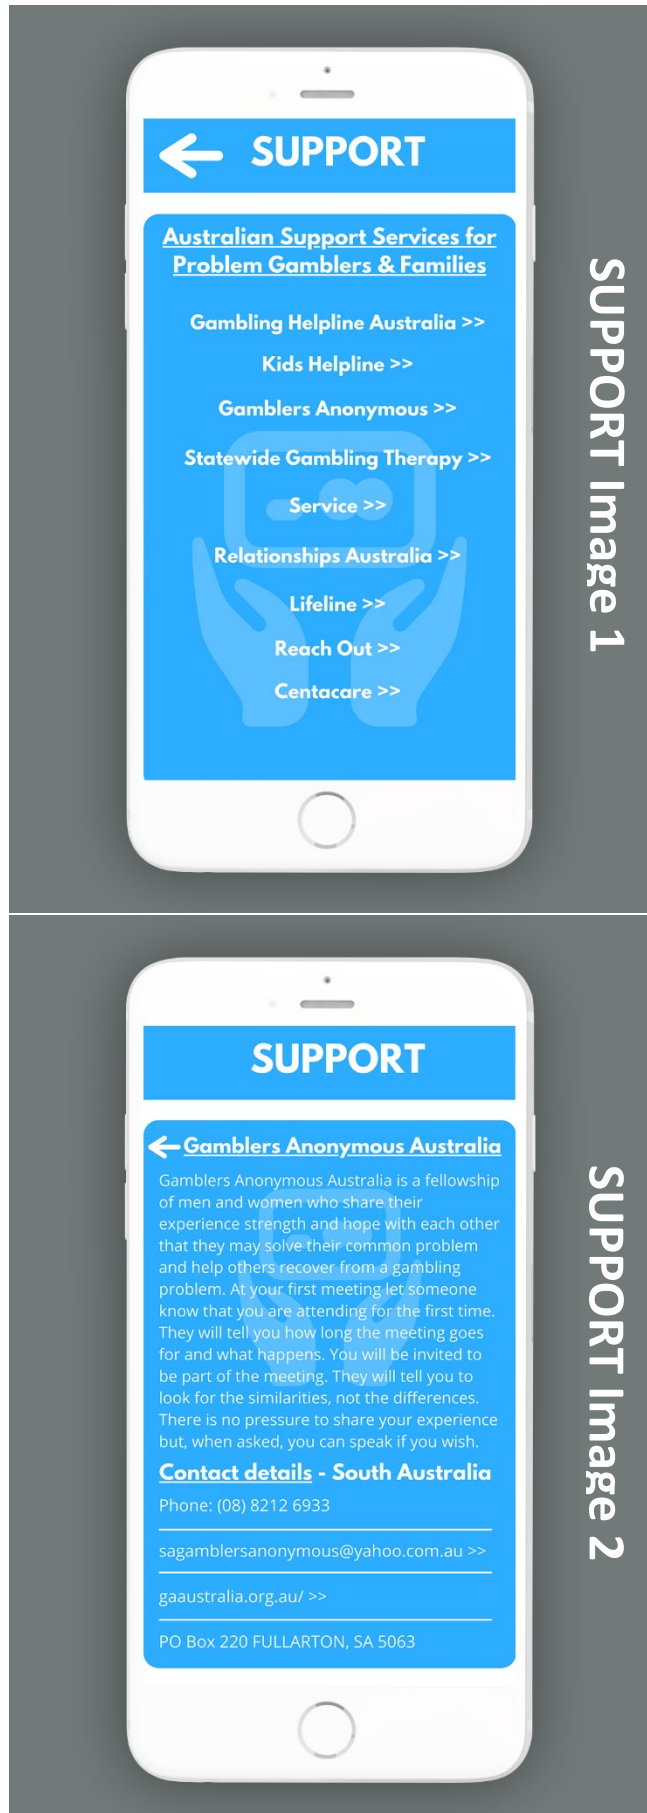 SUPPORT
Australian Support Services for
Problem Gamblers & Families
Gambling Helpline Australia >>
Kids Helpline >>
Gamblers Anonymous >>
Statewide Gambling Therapy >>
Service >>
Relationships Australia >>
Lifeline >>
Reach Out >>
Centacare >>
SUPPORT Image 1
SUPPORT
Gamblers Anonymous Australia
Gamblers Anonymous Australia is a fellowship
of men and women who share their
experience strength and hope with each other
that they may solve their common problem
and help others recover from a gambling
problem. At your first meeting let someone
know that you are attending for the first time.
They will tell you how long the meeting goes
for and what happens. You will be invited to
be part of the meeting. They will tell you to
look for the similarities, not the differences.
There is no pressure to share your experience
but, when asked, you can speak if you wish.
Contact details - South Australia
Phone: (08) 8212 6933
sagamblersanonymous@yahoo.com.au >>
gaaustralia.org.au/ >>
PO Box 220 FULLARTON, SA 5063
SUPPORT Image 2